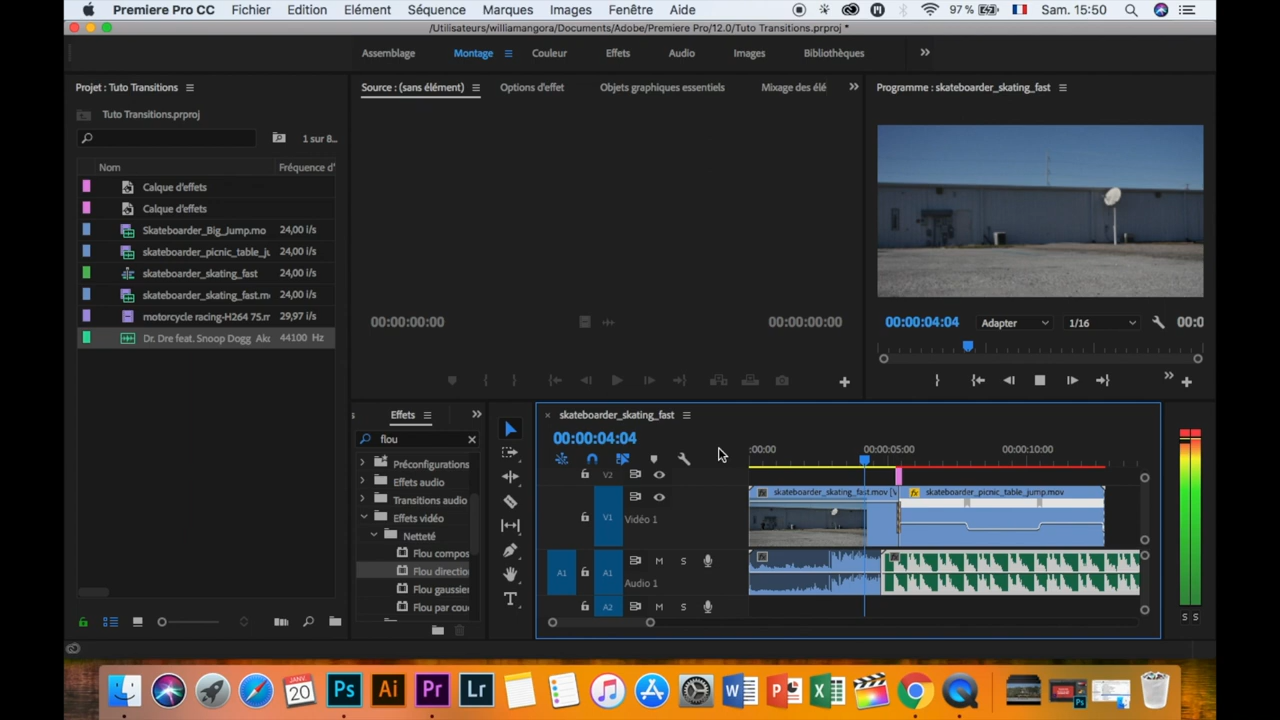 Premiere Pro CC Fichier Edition Elément Séquence Marques Images Fenêtre Aide 97 % Sam. 15:50
/Utilisateurs/williamangora/Documents/Adobe/Premiere Pro/12.0/Tuto Transitions.prproj *
Assemblage Montage Couleur Effets Audio Images Bibliothèques
Projet : Tuto Transitions
Source : (sans élément) Options d'effet Objets graphiques essentiels Mixage des élé
Programme : skateboarder_skating_fast
Tuto Transitions.prproj
1 sur 8...
Nom Fréquence d'
Calque d'effets
Calque d'effets
Skateboarder_Big_Jump.mo 24,00 i/s
skateboarder_picnic_table_ju 24,00 i/s
skateboarder_skating_fast 24,00 i/s
skateboarder_skating_fast.m 24,00 i/s
motorcycle racing-H264 75.m 29,97 i/s
Dr. Dre feat. Snoop Dogg Ak 44100 Hz
00:00:00:00 00:00:00:00
00:00:04:04 Adapter 1/16 00:0
Effets
flou
Préconfigurations
Effets audio
Transitions audio
Effets vidéo
Netteté
Flou compos
Flou directio
Flou gaussie
Flou par cou
skateboarder_skating_fast
00:00:04:04
:00:00 00:00:05:00 00:00:10:00
V2
V1 Vidéo 1
skateboarder_skating_fast.mov [V
fx skateboarder_picnic_table_jump.mov
A1 A1 M S
Audio 1
A2 M S
S S
JANV
20
Ps Ai Pr Lr W P X